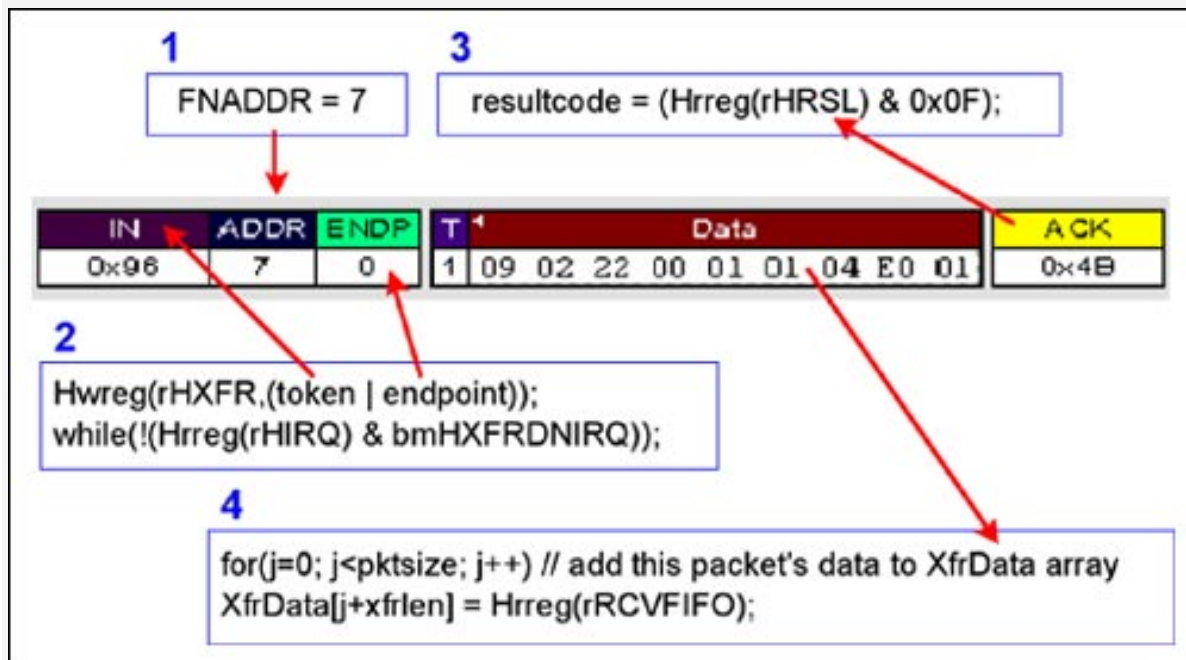 1
3
FNADDR = 7
resultcode = (Hrreg(rHRSL) & 0x0F);
IN ADDR ENDP T Data ACK
0x96 7 0 1 09 02 22 00 01 01 04 E0 01 0x4B
2
Hwreg(rHXFR,(token | endpoint));
while(!(Hrreg(rHIRQ) & bmHXFRDNIRQ));
4
for(j=0; j<pktsize; j++) // add this packet's data to XfrData array
XfrData[j+xfrlen] = Hrreg(rRCVFIFO);